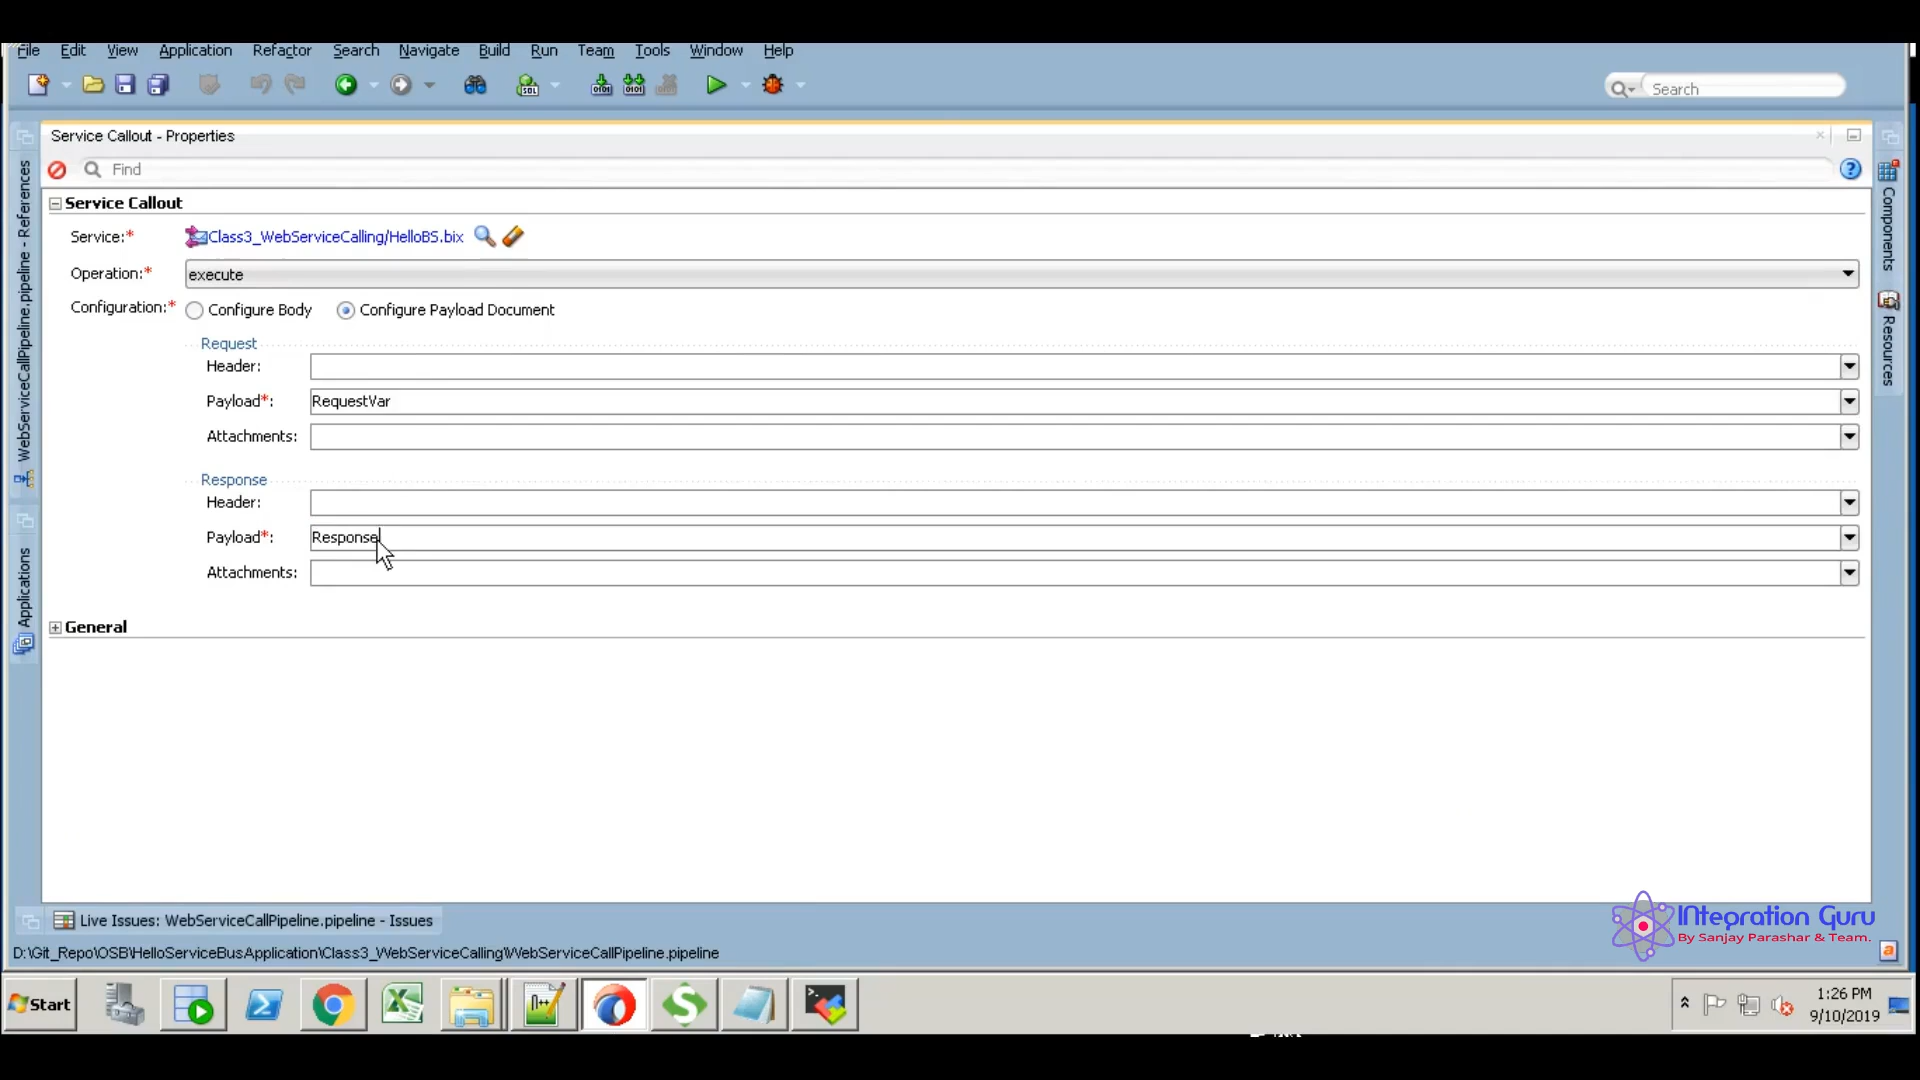 File Edit View Application Refactor Search Navigate Build Run Team Tools Window Help
Search
Service Callout - Properties
Find
Service Callout
Service:* Class3_WebServiceCalling/HelloBS.bix
Operation:* execute
Configuration:* Configure Body Configure Payload Document
Request
Header:
Payload*: RequestVar
Attachments:
Response
Header:
Payload*: Response
Attachments:
General
WebServiceCallPipeline.pipeline - References
Applications
Components
Resources
Live Issues: WebServiceCallPipeline.pipeline - Issues
D:\Git_Repo\OSB\HelloServiceBusApplication\Class3_WebServiceCalling\WebServiceCallPipeline.pipeline
INtegration Guru
By Sanjay Parashar & Team.
Start
1:26 PM
9/10/2019